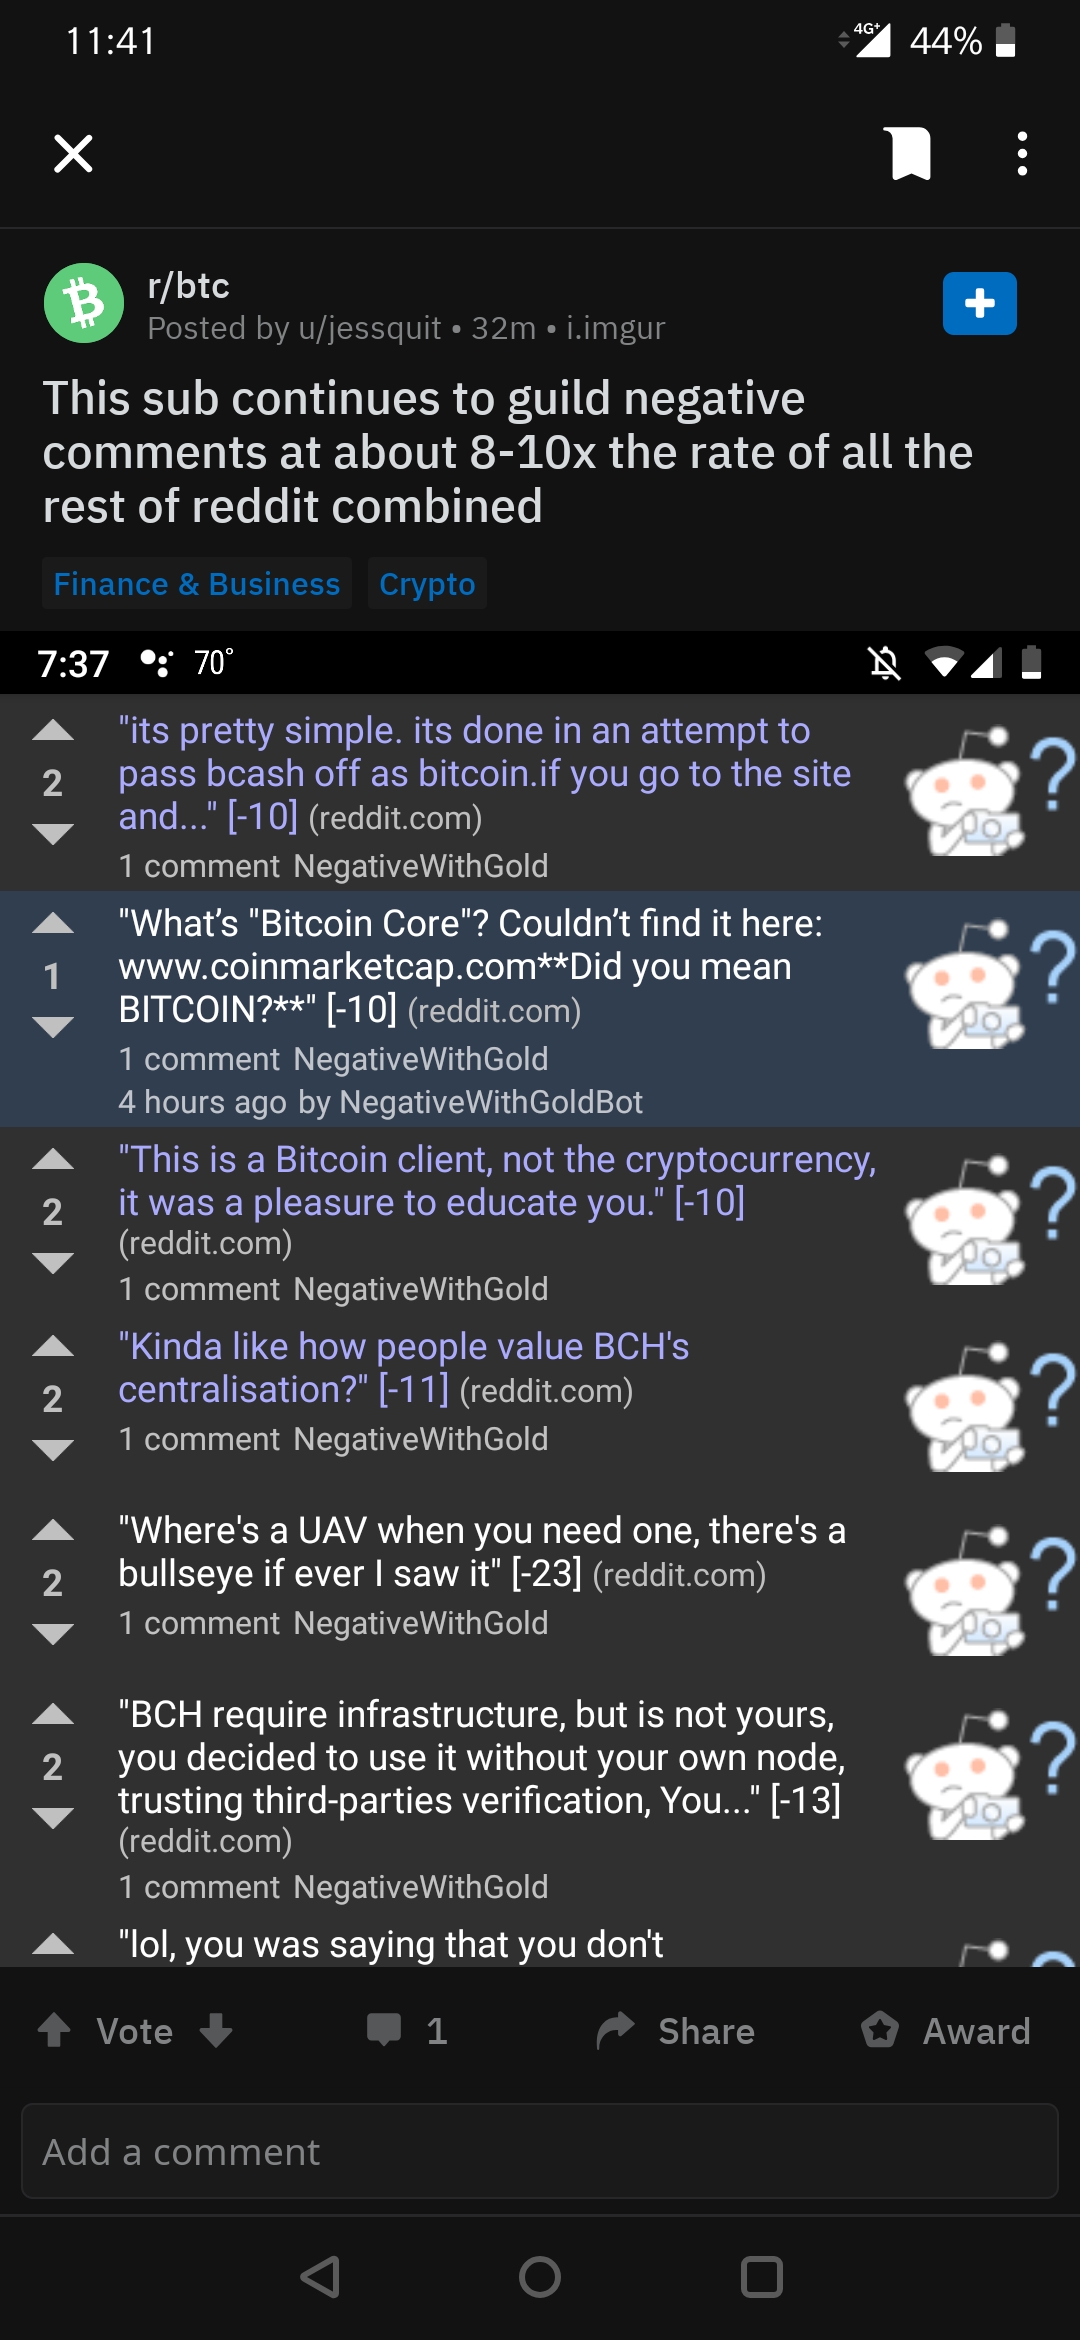 11:41
4G+ 44%
r/btc
Posted by u/jessquit • 32m • i.imgur
This sub continues to guild negative
comments at about 8-10x the rate of all the
rest of reddit combined
Finance & Business Crypto
7:37 70°
"its pretty simple. its done in an attempt to
pass bcash off as bitcoin.if you go to the site
2
and..." [-10] (reddit.com)
1 comment NegativeWithGold
"What's "Bitcoin Core"? Couldn't find it here:
www.coinmarketcap.com**Did you mean
1
BITCOIN?**" [-10] (reddit.com)
1 comment NegativeWithGold
4 hours ago by NegativeWithGoldBot
"This is a Bitcoin client, not the cryptocurrency,
it was a pleasure to educate you." [-10]
2
(reddit.com)
1 comment NegativeWithGold
"Kinda like how people value BCH's
centralisation?" [-11] (reddit.com)
2
1 comment NegativeWithGold
"Where's a UAV when you need one, there's a
bullseye if ever I saw it" [-23] (reddit.com)
2
1 comment NegativeWithGold
"BCH require infrastructure, but is not yours,
you decided to use it without your own node,
2
trusting third-parties verification, You..." [-13]
(reddit.com)
1 comment NegativeWithGold
"lol, you was saying that you don't
Vote 1 Share Award
Add a comment